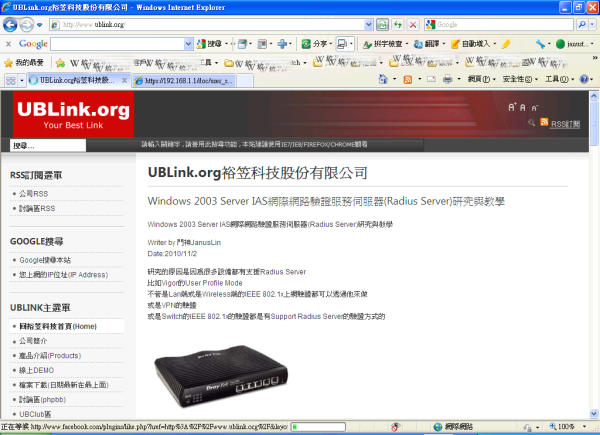 UBLink.org裕笠科技股份有限公司 - Windows Internet Explorer
http://www.ublink.org/
Google
Google
搜尋
分享
拼字檢查
翻譯
自動填入
我的最愛
工具
UBLink.org裕笠科技股...
https://192.168.1.1/doc/user_s...
網頁(P)
安全性(S)
工具(O)
UBLink.org
Your Best Link
A+ A A-
RSS訂閱
搜尋...
請輸入關鍵字，請善用此搜尋功能，本站建議使用IE7/IE8/FIREFOX/CHROME觀看
RSS訂閱選單
公司RSS
討論區RSS
GOOGLE搜尋
Google搜尋本站
您上網的IP位址(IP Address)
UBLINK主選單
回裕笠科技首頁(Home)
公司簡介
產品介紹(Products)
線上DEMO
檔案下載(日期最新在最上面)
討論區(phpbb)
UBClub區
UBLink.org裕笠科技股份有限公司
Windows 2003 Server IAS網際網路驗證服務伺服器(Radius Server)研究與教學
Windows 2003 Server IAS網際網路驗證服務伺服器(Radius Server)研究與教學
Writer by 門神JanusLin
Date:2010/11/2
研究的原因是因為很多設備都有支援Radius Server
比如Vigor的User Profile Mode
不管是Lan端或是Wireless端的IEEE 802.1x上網驗證都可以透過他來做
或是VPN的驗證
或是Switch的IEEE 802.1x的驗證都是有Support Radius Server的驗證方式的
DrayTek
正在等候 http://www.facebook.com/plugins/like.php?href=http%3A%2F%2Fwww.ublink.org%2F&layou
網際網路
100%